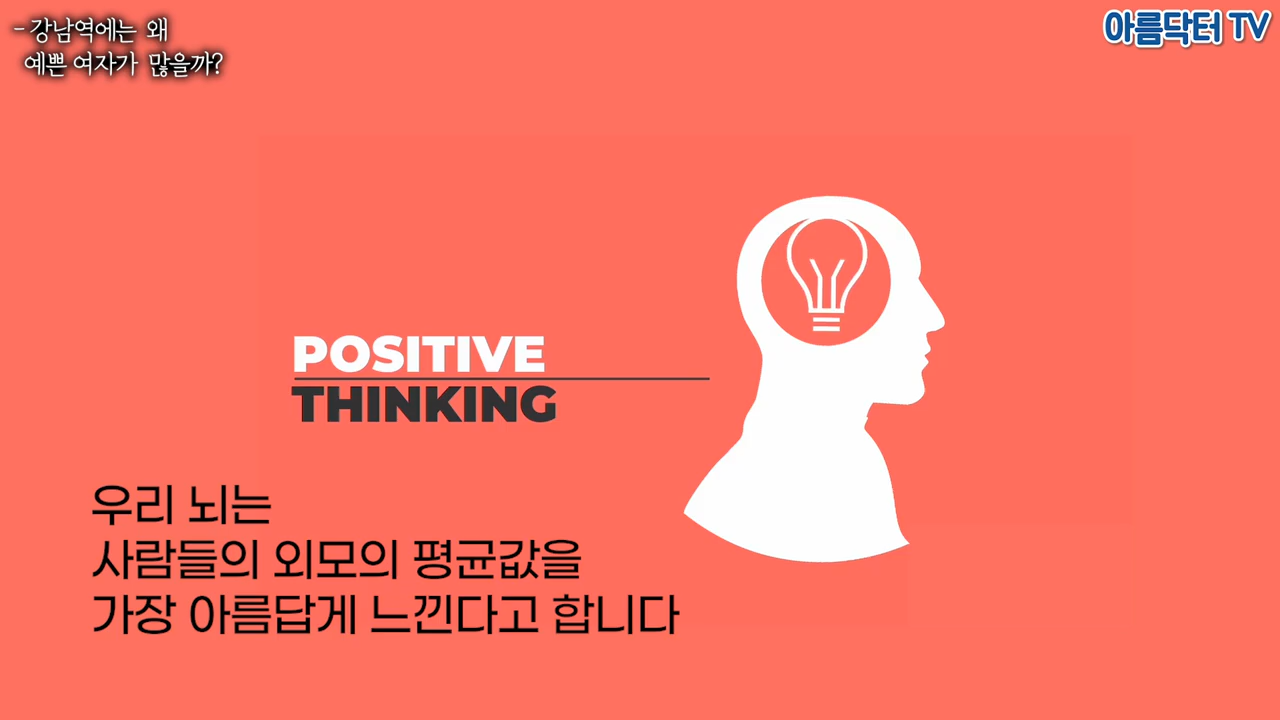 - 강남역에는 왜
예쁜 여자가 많을까?
아름닥터 TV
POSITIVE
THINKING
우리 뇌는
사람들의 외모의 평균값을
가장 아름답게 느낀다고 합니다